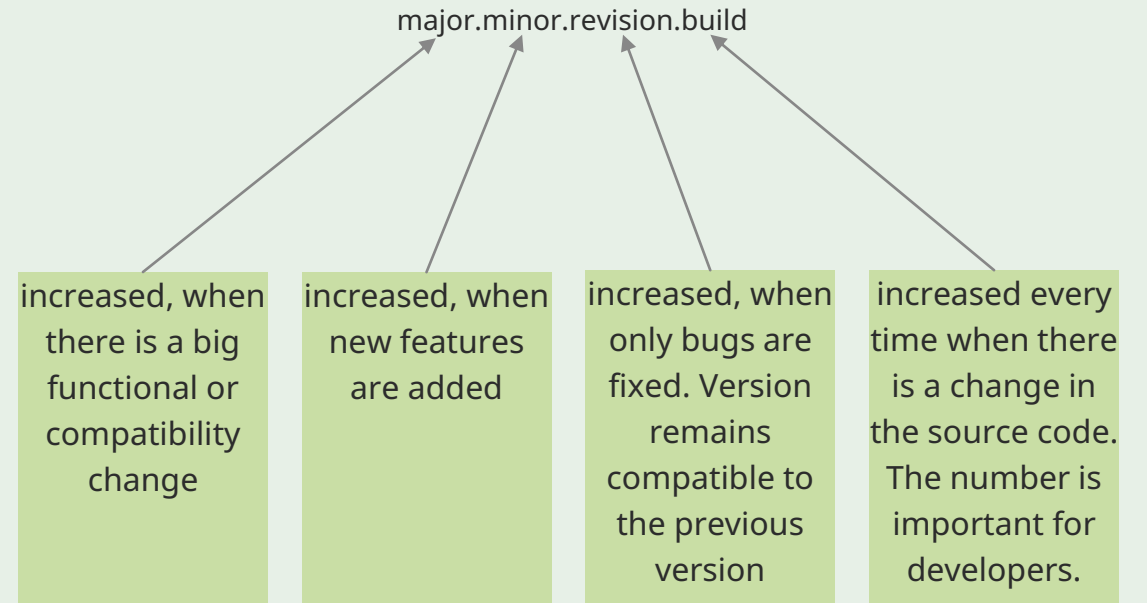 major.minor.revision.build
increased, when
there is a big
functional or
compatibility
change
increased, when
new features
are added
increased, when
only bugs are
fixed. Version
remains
compatible to
the previous
version
increased every
time when there
is a change in
the source code.
The number is
important for
developers.